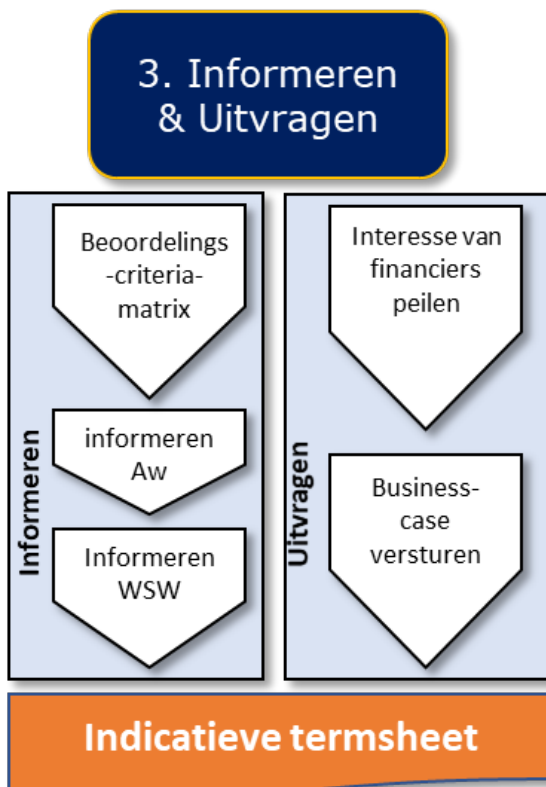 3. Informeren
& Uitvragen
Informeren
Beoordelings
-criteria-
matrix
informeren
Aw
Informeren
WSW
Uitvragen
Interesse van
financiers
peilen
Business-
case
versturen
Indicatieve termsheet